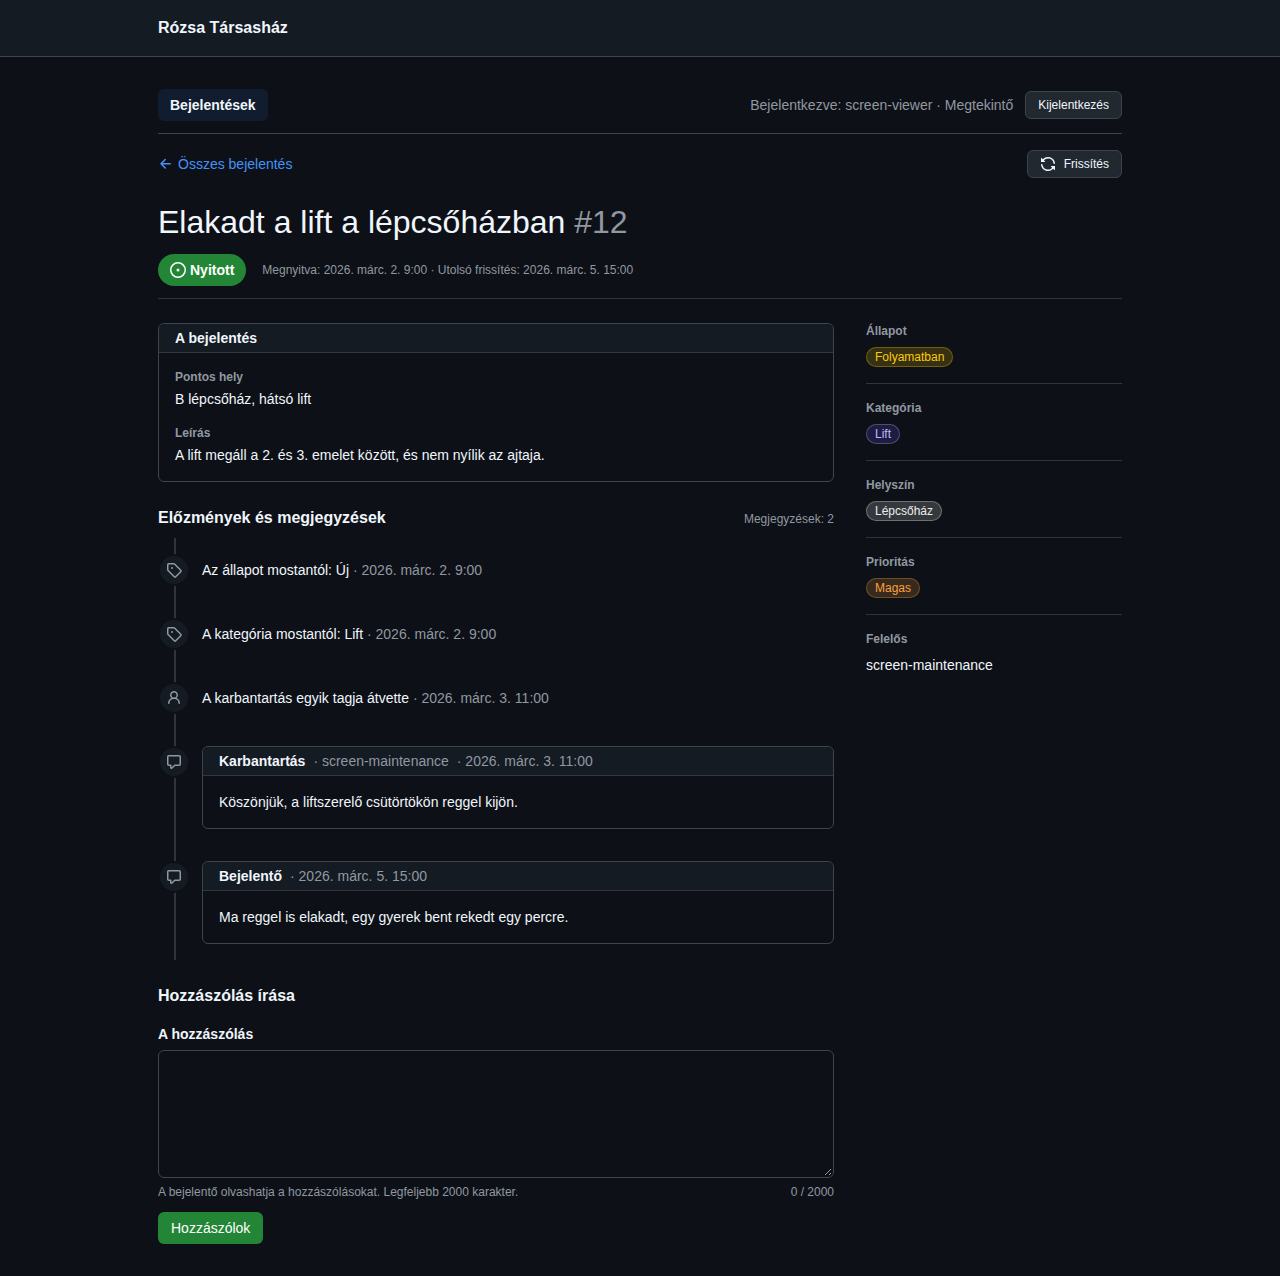 Rózsa Társasház
Bejelentések
Bejelentkezve: screen-viewer · Megtekintő
Kijelentkezés
Összes bejelentés
Frissítés
Elakadt a lift a lépcsőházban #12
Nyitott
Megnyitva: 2026. márc. 2. 9:00 · Utolsó frissítés: 2026. márc. 5. 15:00
A bejelentés
Pontos hely
B lépcsőház, hátsó lift
Leírás
A lift megáll a 2. és 3. emelet között, és nem nyílik az ajtaja.
Állapot
Folyamatban
Kategória
Lift
Helyszín
Lépcsőház
Prioritás
Magas
Felelős
screen-maintenance
Előzmények és megjegyzések
Megjegyzések: 2
Az állapot mostantól: Új · 2026. márc. 2. 9:00
A kategória mostantól: Lift · 2026. márc. 2. 9:00
A karbantartás egyik tagja átvette · 2026. márc. 3. 11:00
Karbantartás · screen-maintenance · 2026. márc. 3. 11:00
Köszönjük, a liftszerelő csütörtökön reggel kijön.
Bejelentő · 2026. márc. 5. 15:00
Ma reggel is elakadt, egy gyerek bent rekedt egy percre.
Hozzászólás írása
A hozzászólás
A bejelentő olvashatja a hozzászólásokat. Legfeljebb 2000 karakter.
0 / 2000
Hozzászólok